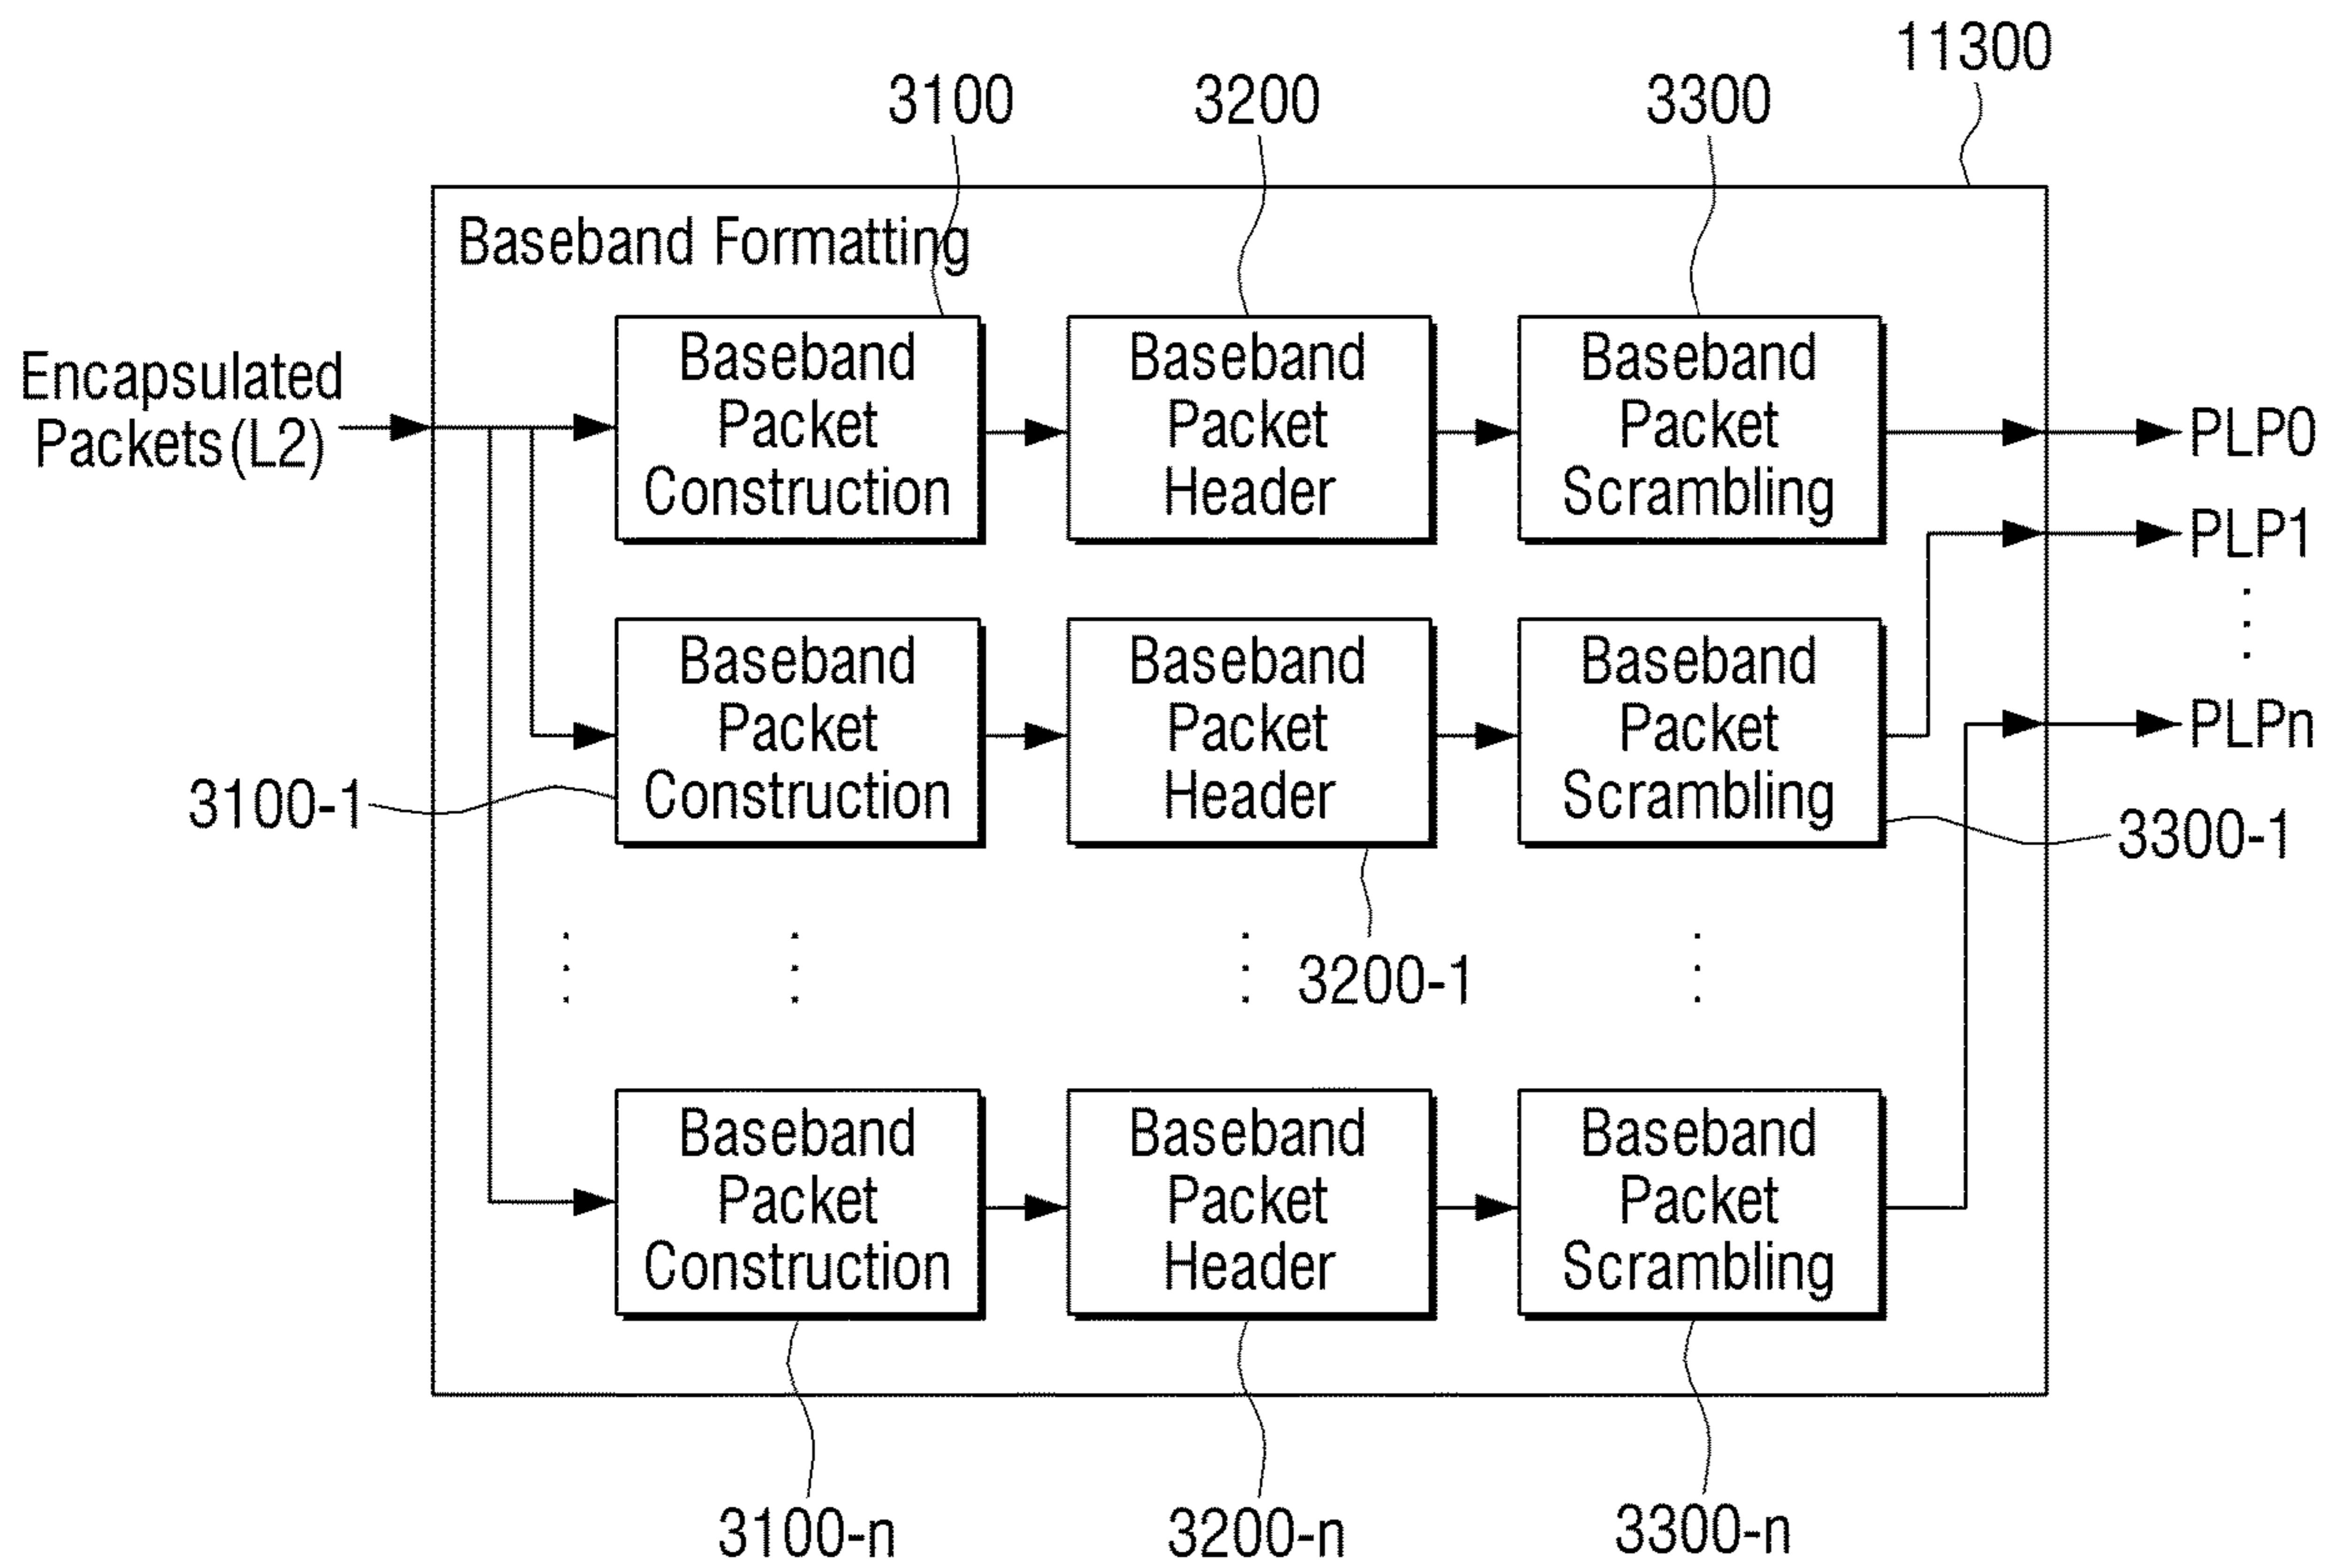 11300
3100
3200
3300
Baseband Formatting
Encapsulated
Packets(L2)
Baseband
Packet
Construction
Baseband
Packet
Header
Baseband
Packet
Scrambling
PLP0
PLP1
PLPn
Baseband
Packet
Construction
Baseband
Packet
Header
Baseband
Packet
Scrambling
3100-1
3300-1
3200-1
Baseband
Packet
Construction
Baseband
Packet
Header
Baseband
Packet
Scrambling
3100-n
3200-n
3300-n